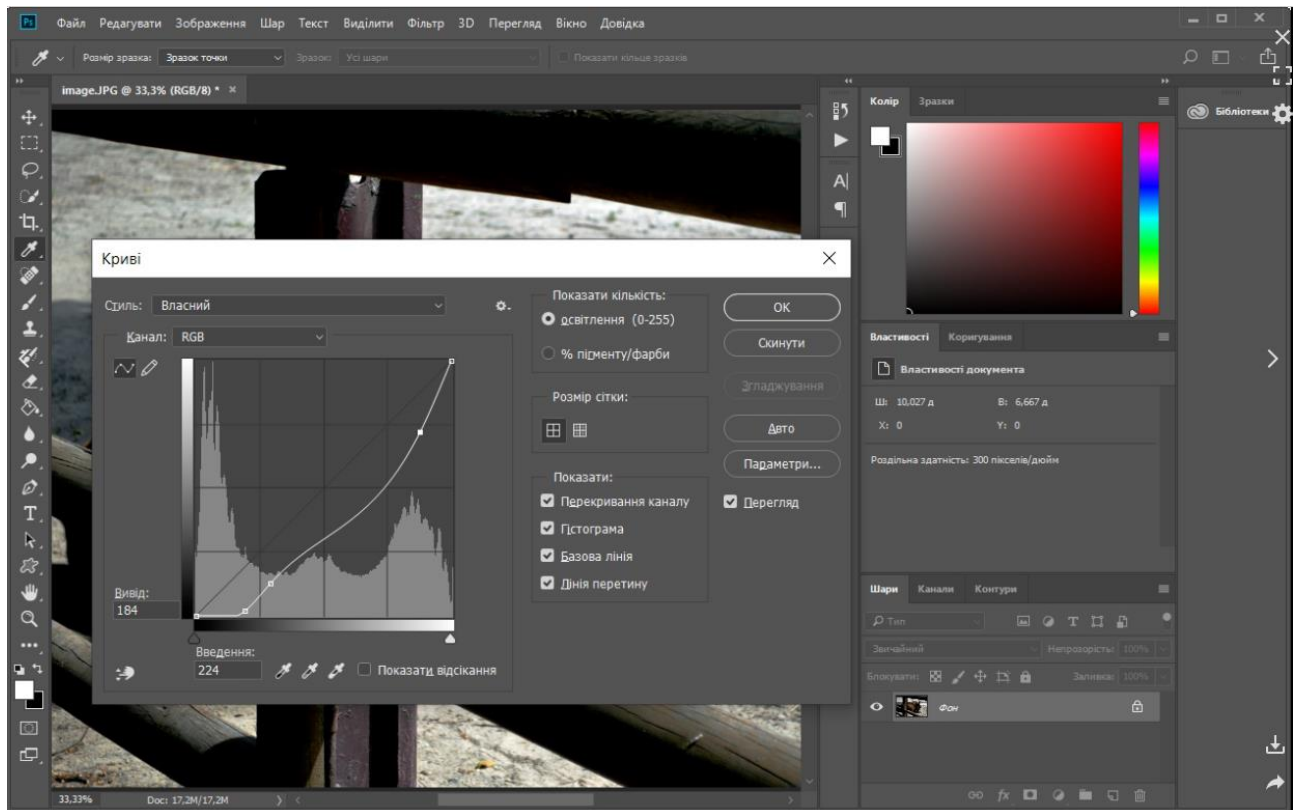 Ps Файл Редагувати Зображення Шар Текст Виділити Фільтр 3D Перегляд Вікно Довідка
Розмір зразка: Зразок точки Зразок: Усі шари Показати кільце зразків
image.JPG @ 33,3% (RGB/8) *
Колір Зразки
Бібліотеки
Криві
Стиль: Власний
Канал: RGB
Вивід:
184
Введення:
224
Показати відсікання
Показати кількість:
освітлення (0-255)
% пігменту/фарби
Розмір сітки:
Показати:
Перекривання каналу
Гістограма
Базова лінія
Лінія перетину
OK
Скинути
Згладжування
Авто
Параметри...
Перегляд
Властивості Коригування
Властивості документа
Ш: 10,027 д В: 6,667 д
X: 0 Y: 0
Роздільна здатність: 300 пікселів/дюйм
Шари Канали Контури
Тип
Звичайний Непрозорість: 100%
Блокувати: Заливка: 100%
Фон
fx
33,33% Doc: 17,2M/17,2M